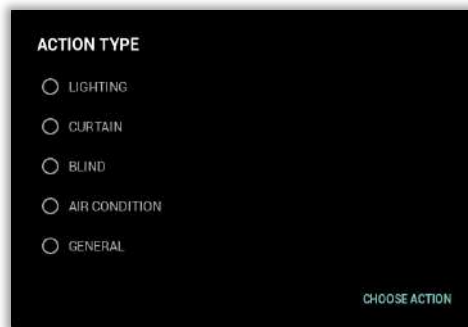 ACTION TYPE
LIGHTING
CURTAIN
BLIND
AIR CONDITION
GENERAL
CHOOSE ACTION